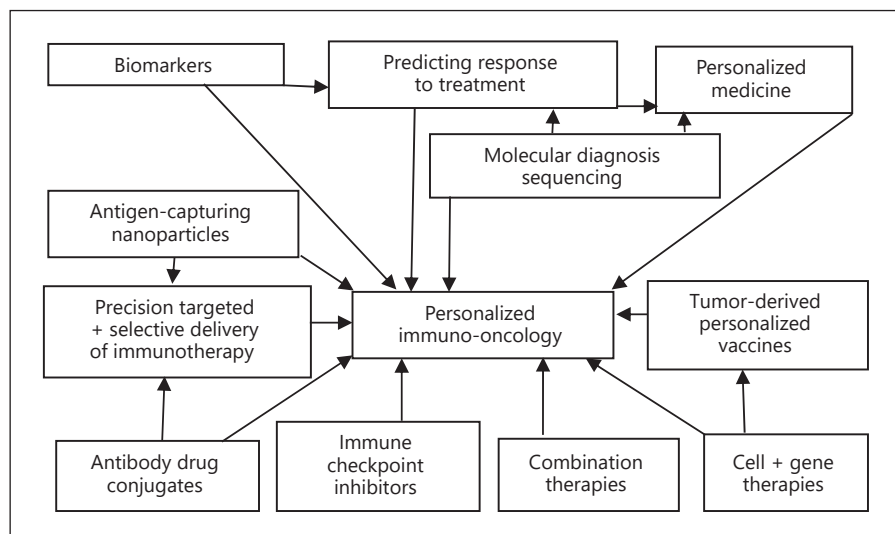 Biomarkers
Predicting response
to treatment
Personalized
medicine
Molecular diagnosis
sequencing
Antigen-capturing
nanoparticles
Precision targeted
+ selective delivery
of immunotherapy
Personalized
immuno-oncology
Tumor-derived
personalized
vaccines
Antibody drug
conjugates
Immune
checkpoint
inhibitors
Combination
therapies
Cell + gene
therapies